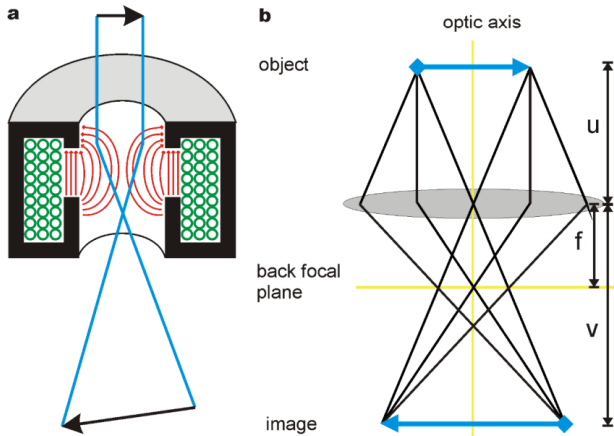 a
b
optic axis
object
u
f
back focal
plane
v
image